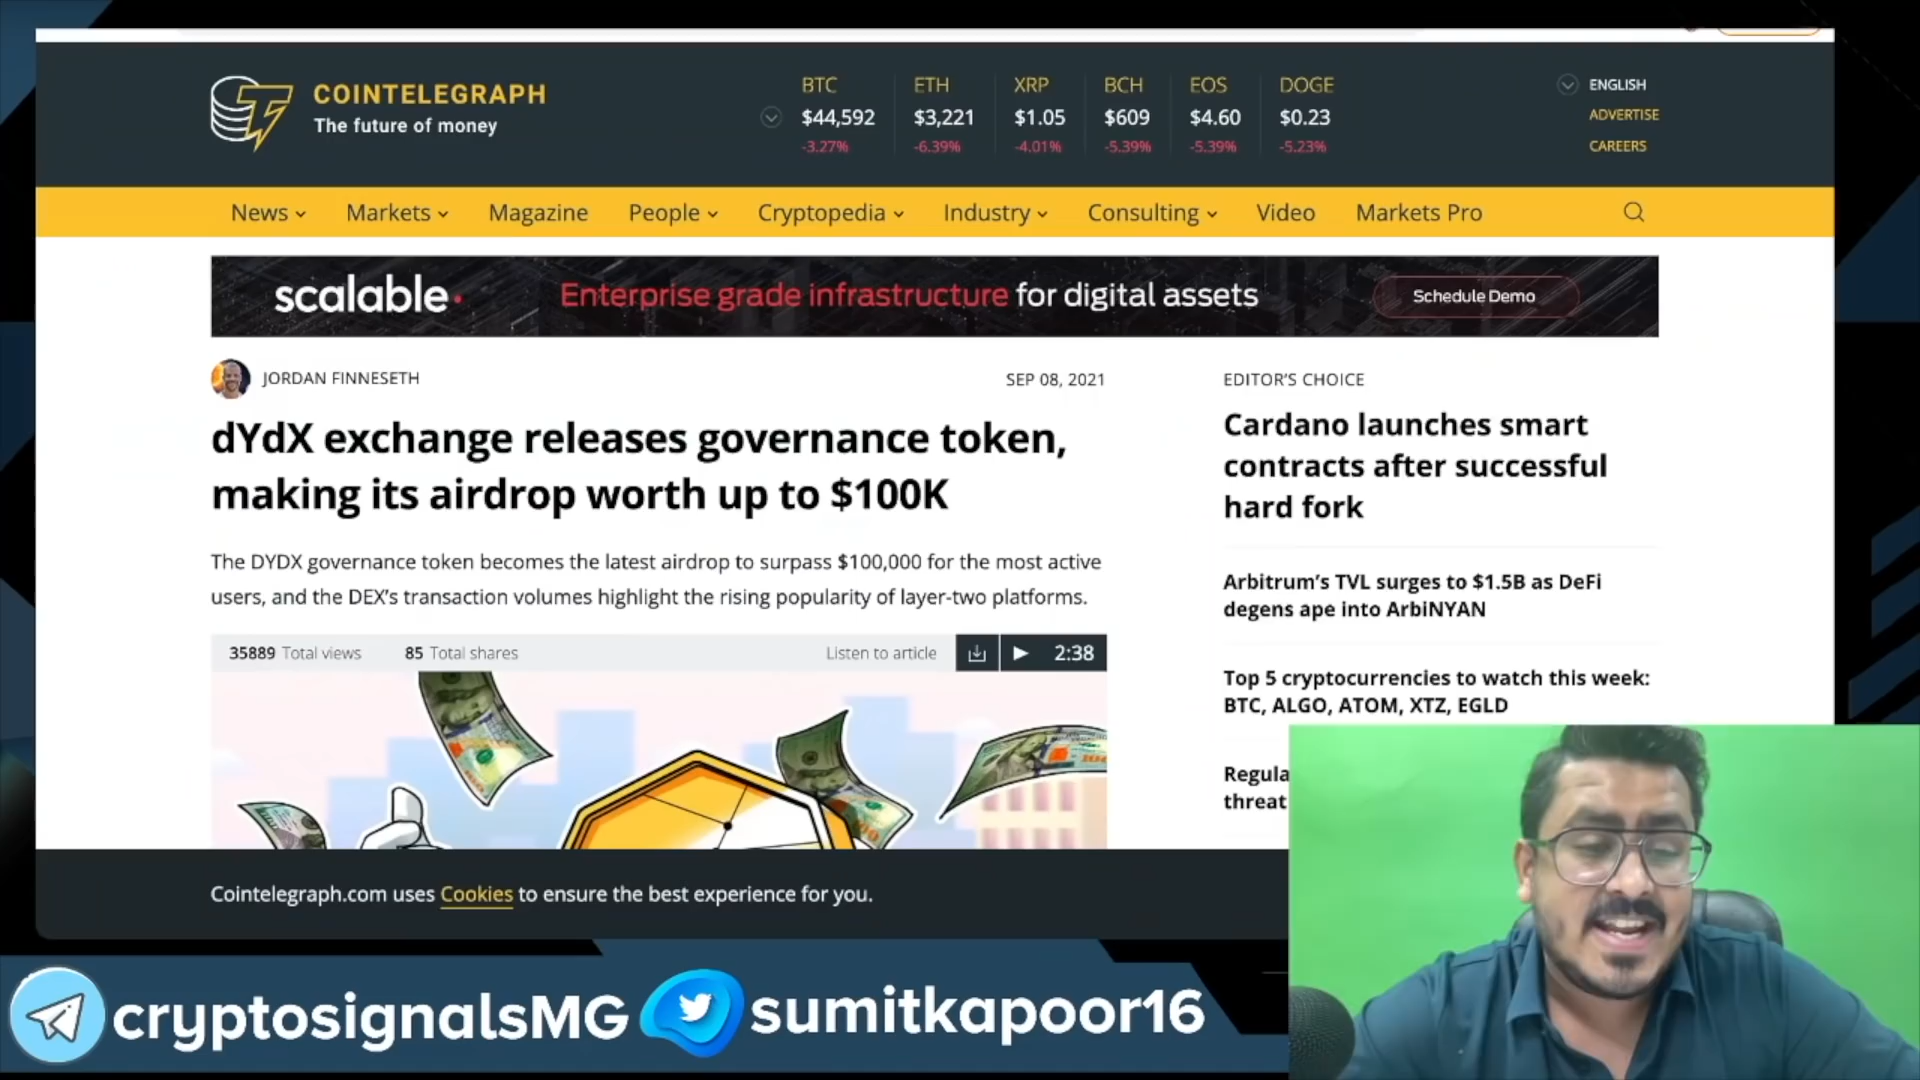 COINTELEGRAPH
The future of money
BTC
$44,592
-3.27%
ETH
$3,221
-6.39%
XRP
$1.05
-4.01%
BCH
$609
-5.39%
EOS
$4.60
-5.39%
DOGE
$0.23
-5.23%
ENGLISH
ADVERTISE
CAREERS
News Markets Magazine People Cryptopedia Industry Consulting Video Markets Pro
scalable. Enterprise grade infrastructure for digital assets Schedule Demo
JORDAN FINNESETH
SEP 08, 2021
dYdX exchange releases governance token,
making its airdrop worth up to $100K
The DYDX governance token becomes the latest airdrop to surpass $100,000 for the most active
users, and the DEX's transaction volumes highlight the rising popularity of layer-two platforms.
35889 Total views 85 Total shares Listen to article 2:38
EDITOR'S CHOICE
Cardano launches smart
contracts after successful
hard fork
Arbitrum's TVL surges to $1.5B as DeFi
degens ape into ArbiNYAN
Top 5 cryptocurrencies to watch this week:
BTC, ALGO, ATOM, XTZ, EGLD
Regula
threat
Cointelegraph.com uses Cookies to ensure the best experience for you.
cryptosignalsMG sumitkapoor16